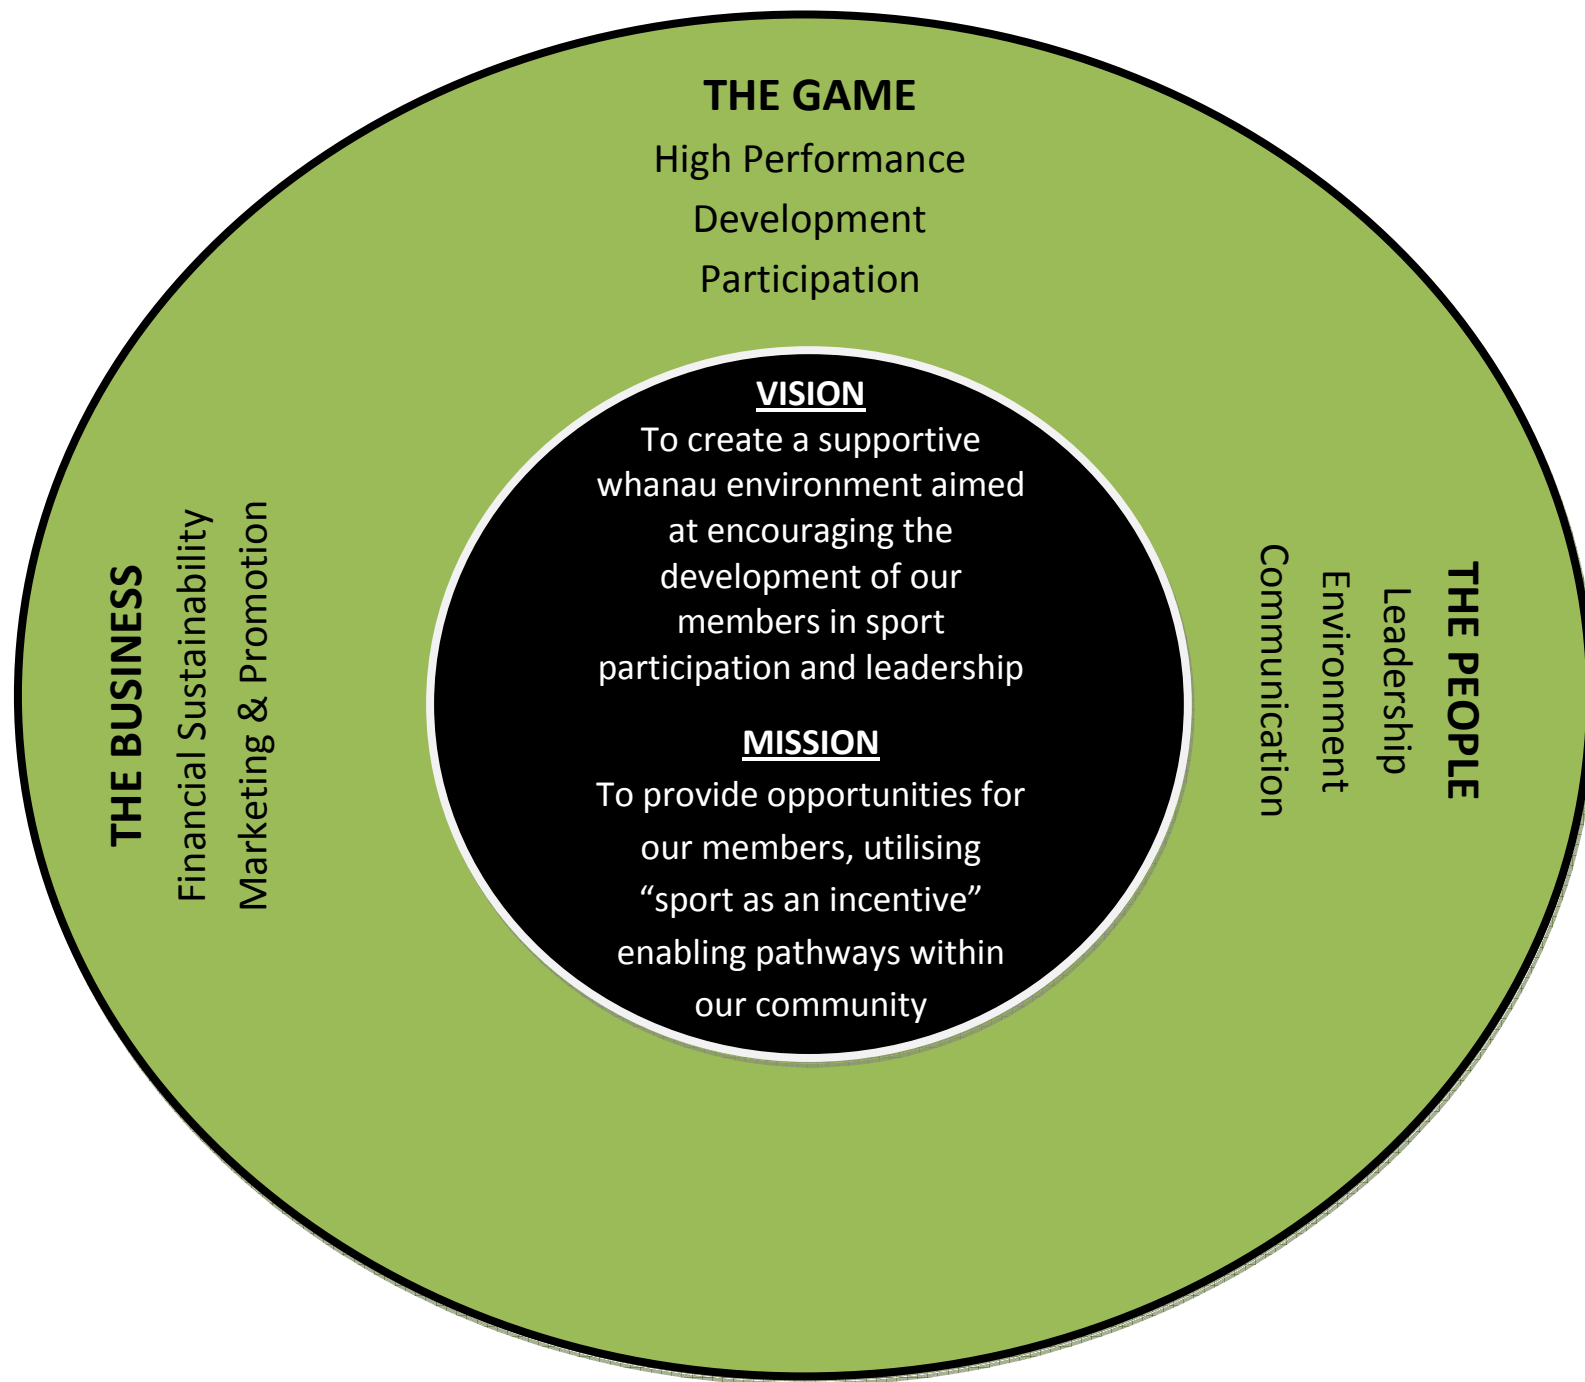 THE GAME
High Performance
Development
Participation
THE BUSINESS
Financial Sustainability
Marketing & Promotion
VISION
To create a supportive
whanau environment aimed
at encouraging the
development of our
members in sport
participation and leadership
MISSION
To provide opportunities for
our members, utilising
“sport as an incentive”
enabling pathways within
our community
THE PEOPLE
Leadership
Environment
Communication